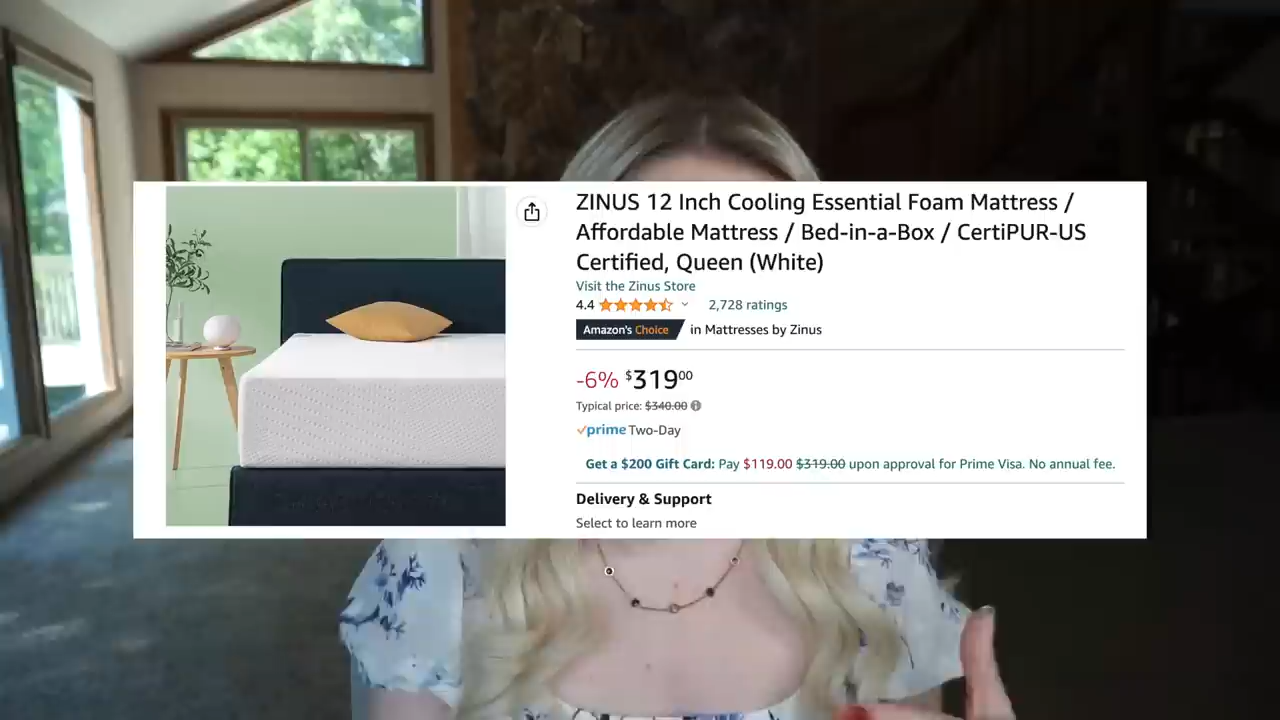 ZINUS 12 Inch Cooling Essential Foam Mattress /
Affordable Mattress / Bed-in-a-Box / CertiPUR-US
Certified, Queen (White)
Visit the Zinus Store
4.4 2,728 ratings
Amazon's Choice in Mattresses by Zinus
-6% $31900
Typical price: $340.00
prime Two-Day
Get a $200 Gift Card: Pay $119.00 $319.00 upon approval for Prime Visa. No annual fee.
Delivery & Support
Select to learn more